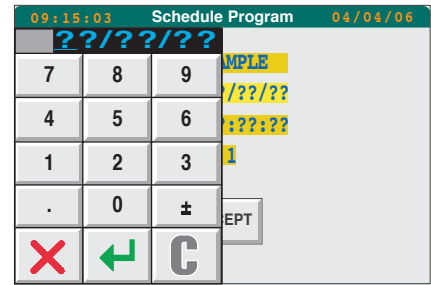 09:15:03 Schedule Program 04/04/06
??/??/??
7 8 9 MPLE
?/??/??
4 5 6 ?:??:??
1 2 3 1
. 0 ± EPT
C